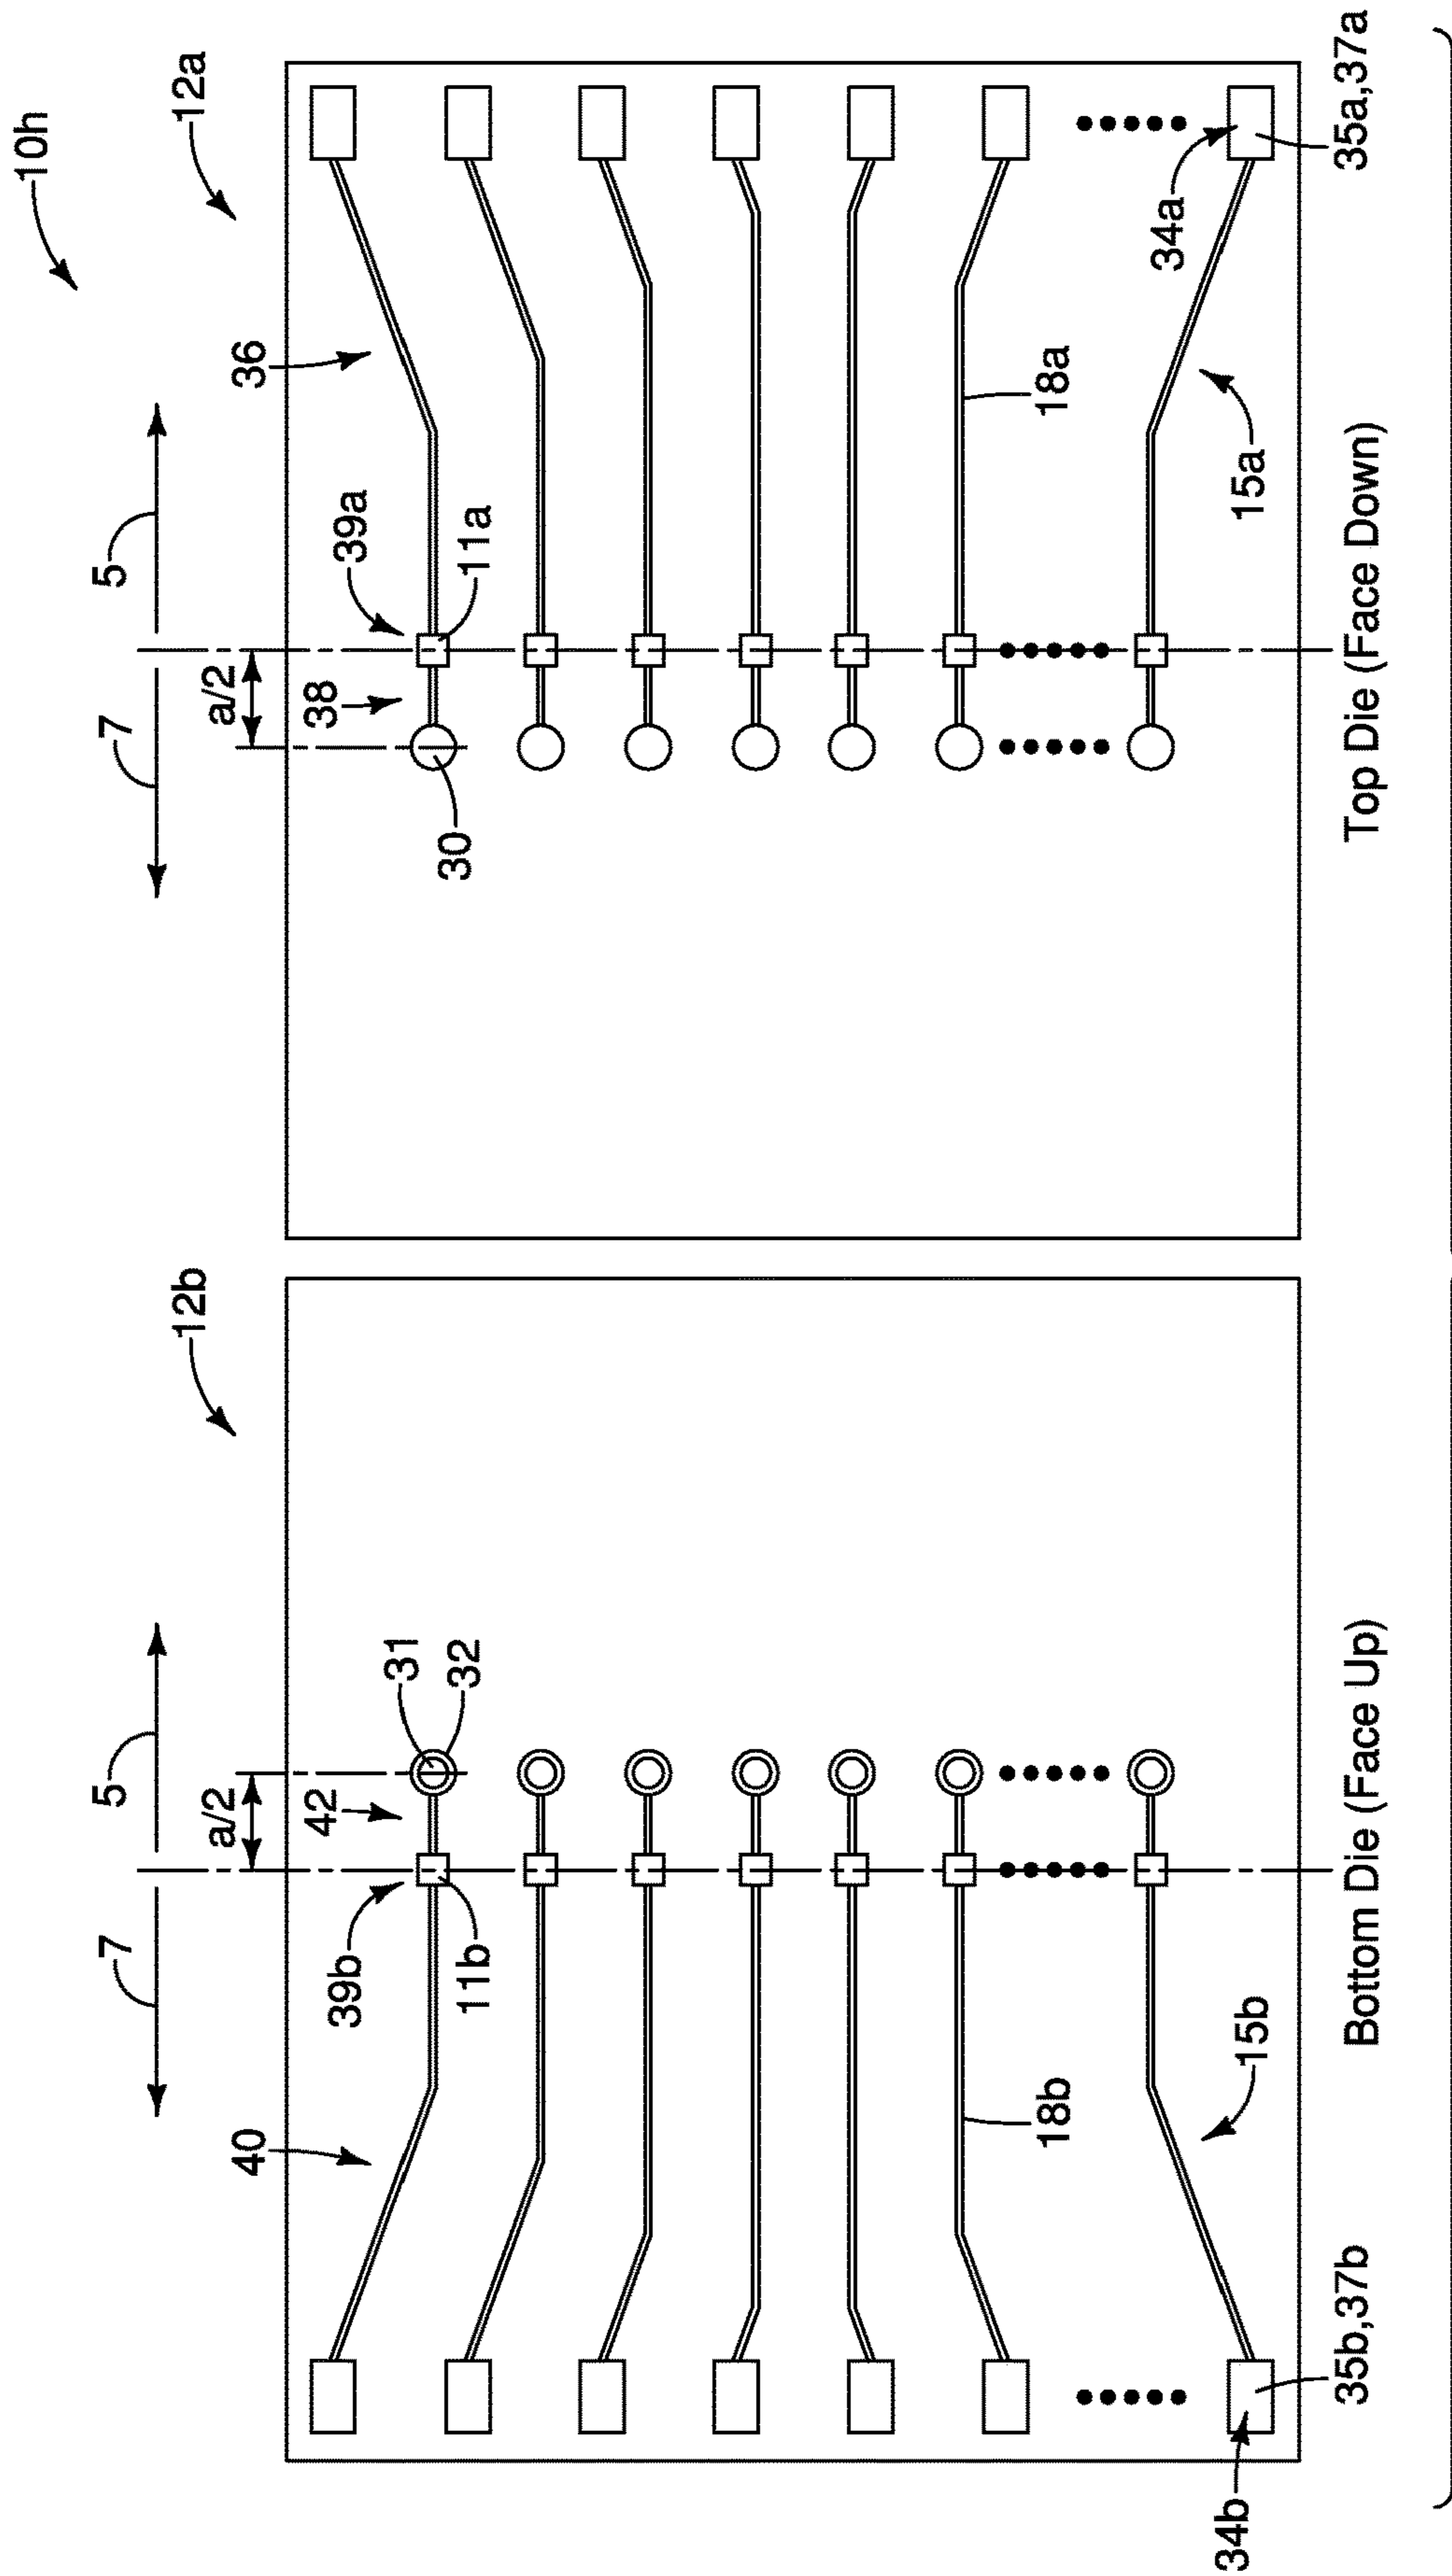 10h
12b
12a
7
5
7
5
a/2
a/2
40
42
38
36
39b
31
39a
11b
32
30
11a
18b
18a
34b
15b
15a
34a
35b,37b
35a,37a
Bottom Die (Face Up)
Top Die (Face Down)